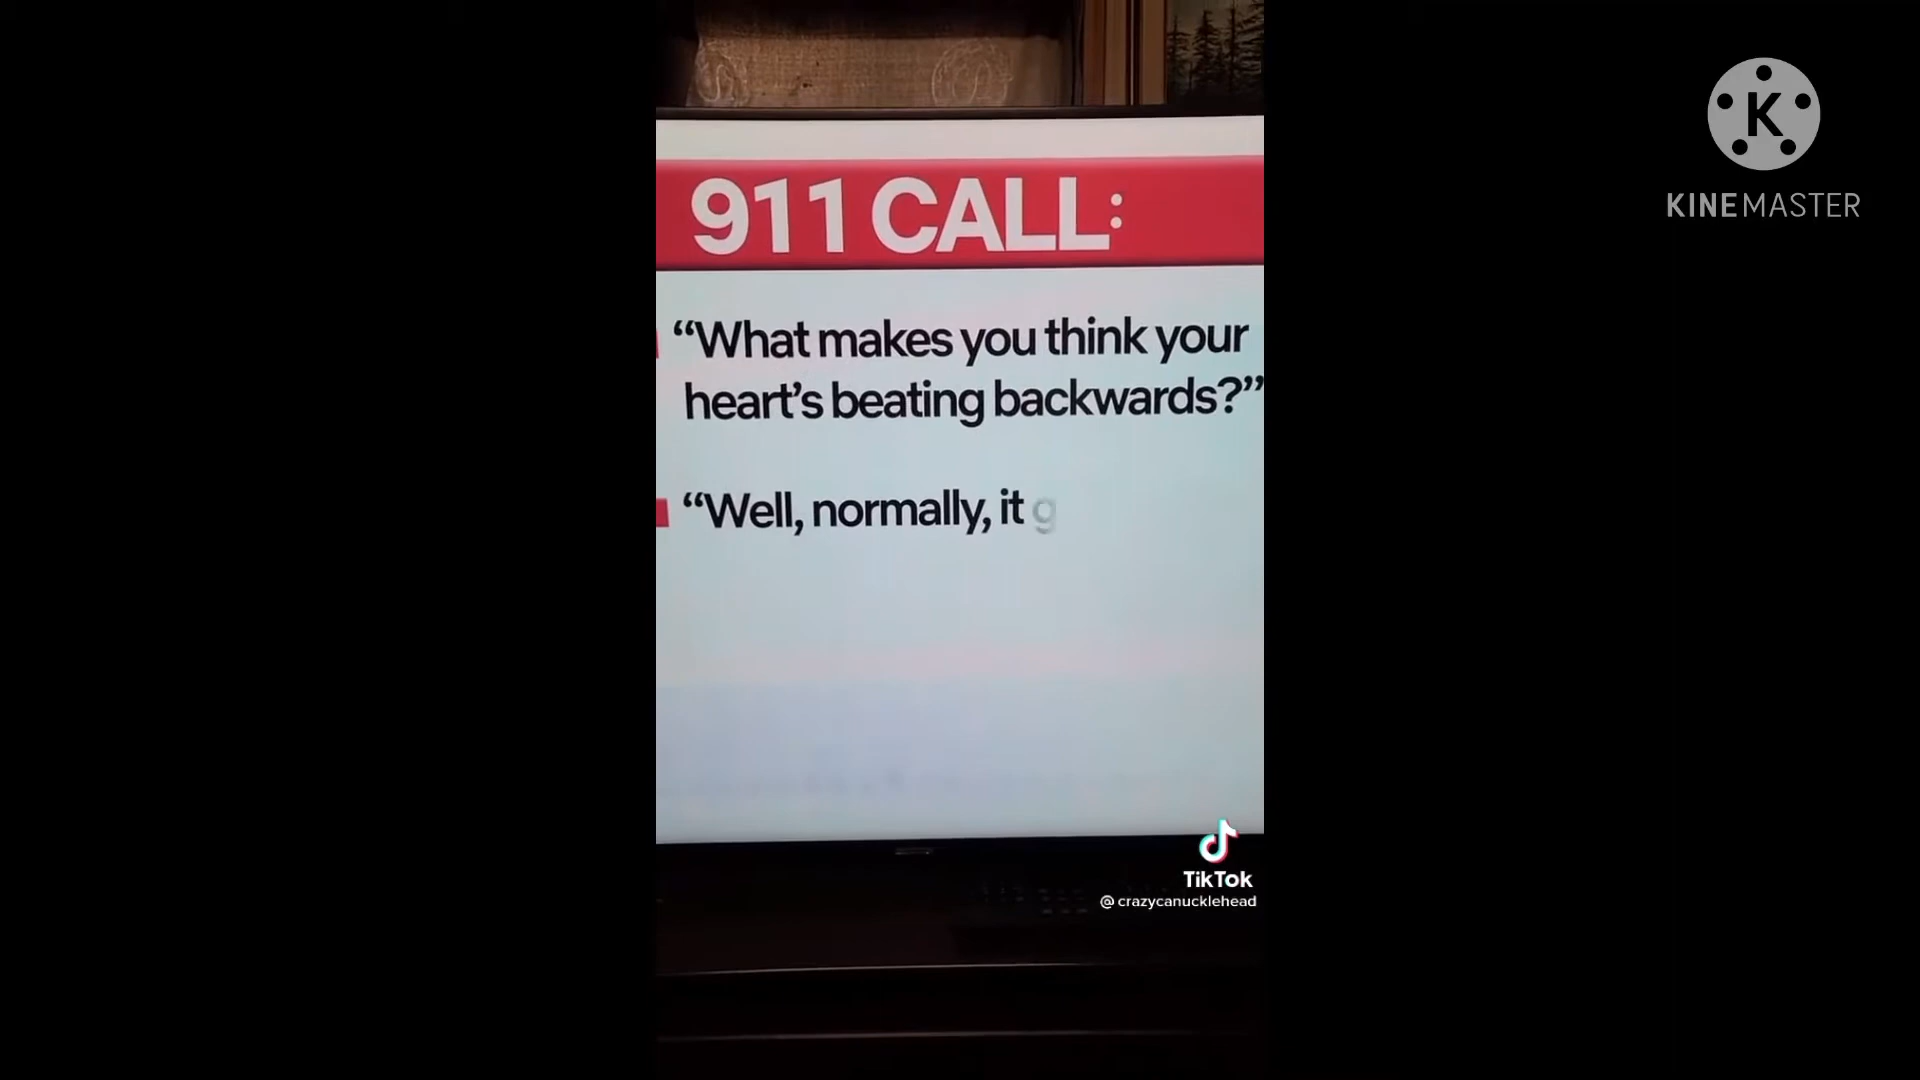 911 CALL:
“What makes you think your
heart’s beating backwards?”
“Well, normally, it g
KINEMASTER
TikTok
@crazycanucklehead